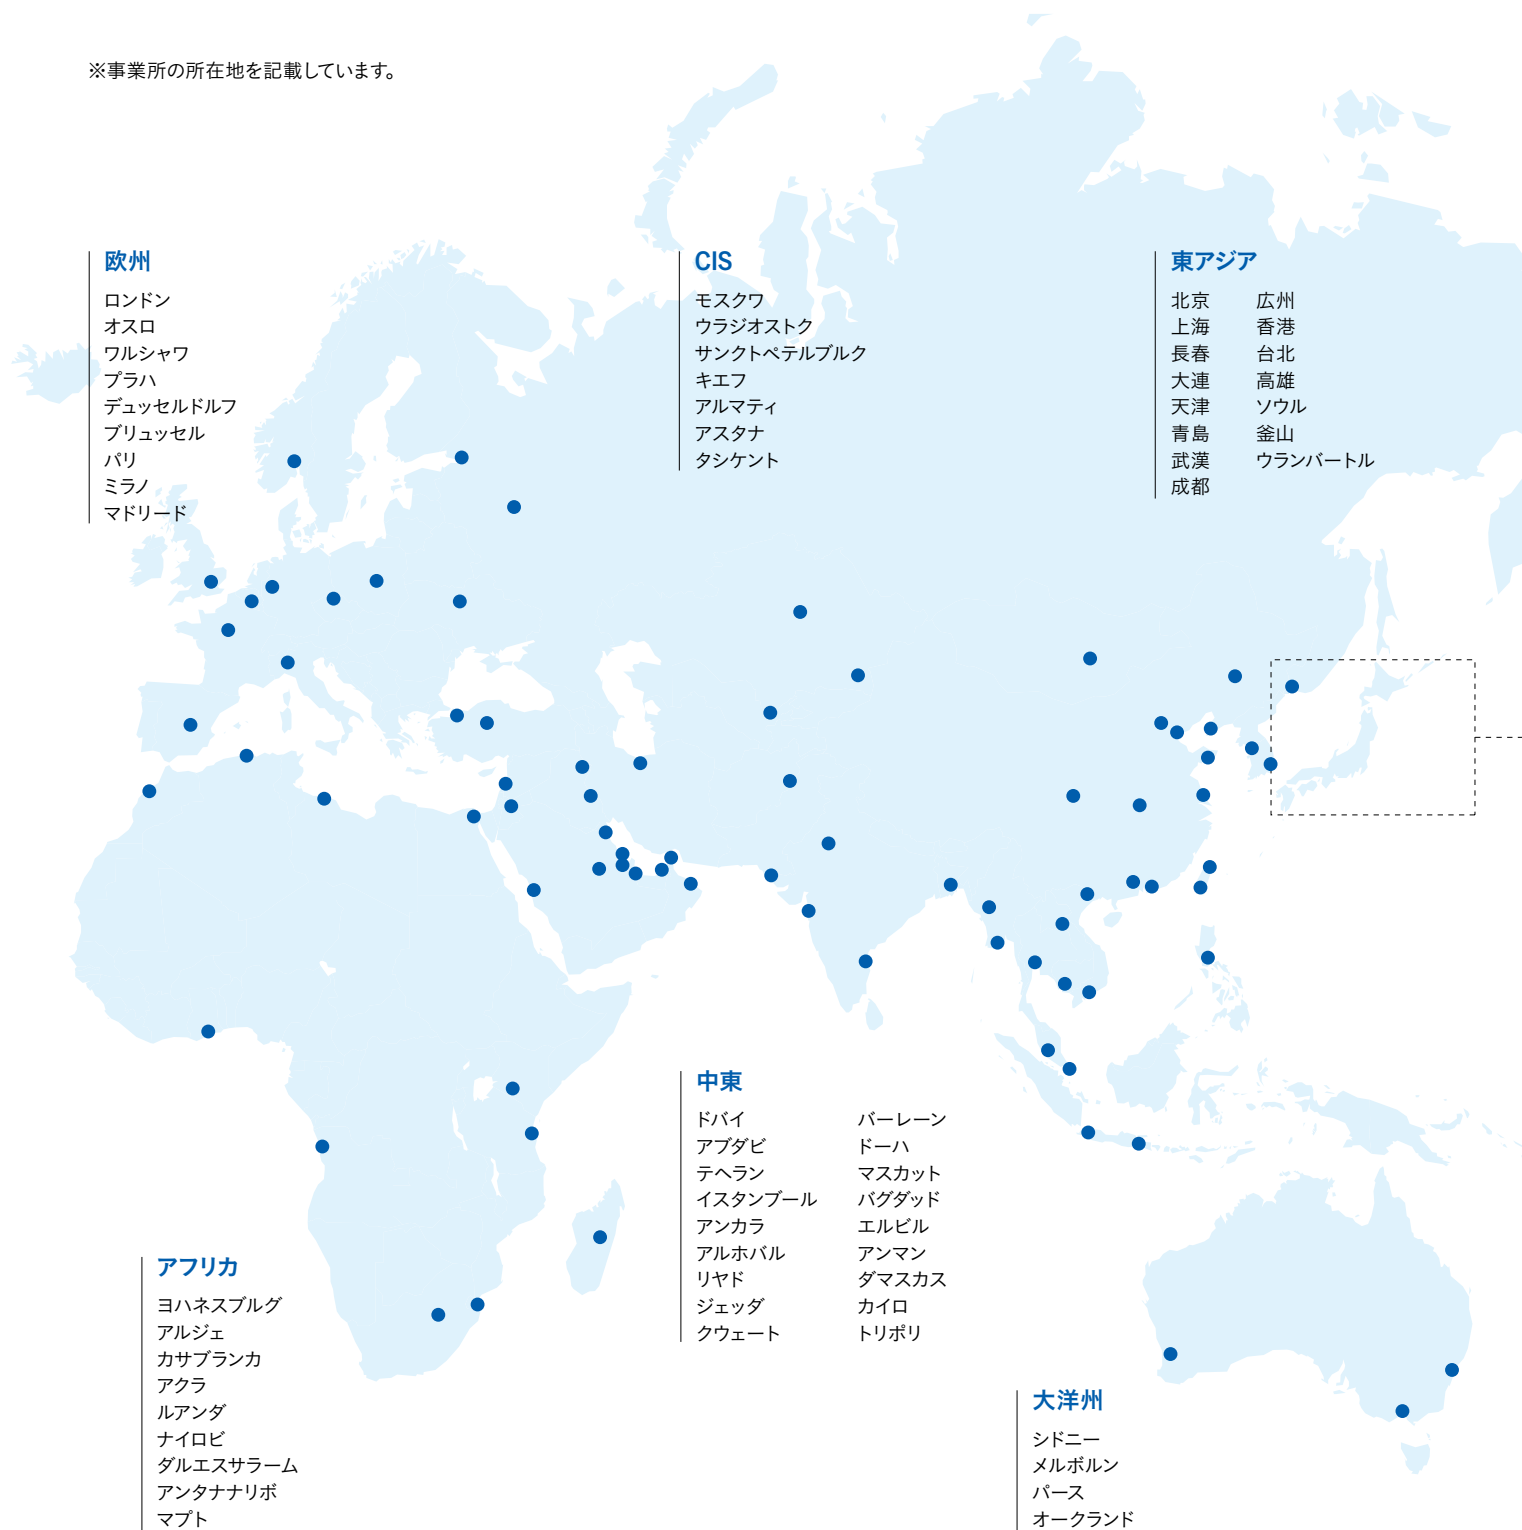 ※事業所の所在地を記載しています。
欧州
ロンドン
オスロ
ワルシャワ
プラハ
デュッセルドルフ
ブリュッセル
パリ
ミラノ
マドリード
CIS
モスクワ
ウラジオストク
サンクトペテルブルク
キエフ
アルマティ
アスタナ
タシケント
東アジア
北京 広州
上海 香港
長春 台北
大連 高雄
天津 ソウル
青島 釜山
武漢 ウランバートル
成都
中東
ドバイ バーレーン
アブダビ ドーハ
テヘラン マスカット
イスタンブール バグダッド
アンカラ エルビル
アルホバル アンマン
リヤド ダマスカス
ジェッダ カイロ
クウェート トリポリ
アフリカ
ヨハネスブルグ
アルジェ
カサブランカ
アクラ
ルアンダ
ナイロビ
ダルエスサラーム
アンタナナリボ
マプト
大洋州
シドニー
メルボルン
パース
オークランド